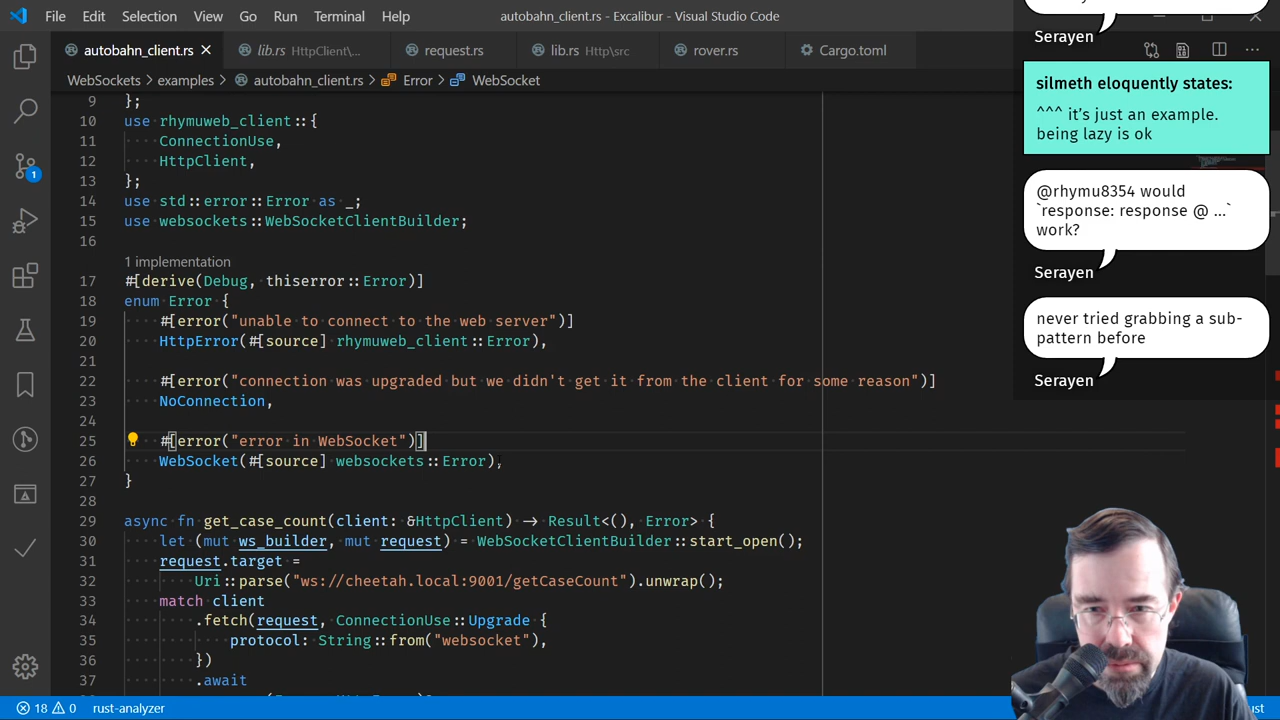 File Edit Selection View Go Run Terminal Help autobahn_client.rs - Excalibur - Visual Studio Code
autobahn_client.rs lib.rs HttpClient\... request.rs lib.rs Http\src rover.rs Cargo.toml
WebSockets > examples > autobahn_client.rs > Error > WebSocket
9 };
10 use rhymuweb_client::{
11 ConnectionUse,
12 HttpClient,
13 };
14 use std::error::Error as _;
15 use websockets::WebSocketClientBuilder;
16
1 implementation
17 #[derive(Debug, thiserror::Error)]
18 enum Error {
19 #[error("unable to connect to the web server")]
20 HttpError(#[source] rhymuweb_client::Error),
21
22 #[error("connection was upgraded but we didn't get it from the client for some reason")]
23 NoConnection,
24
25 #[error("error in WebSocket")]
26 WebSocket(#[source] websockets::Error),
27 }
28
29 async fn get_case_count(client: &HttpClient) -> Result<(), Error> {
30 let (mut ws_builder, mut request) = WebSocketClientBuilder::start_open();
31 request.target =
32 Uri::parse("ws://cheetah.local:9001/getCaseCount").unwrap();
33 match client
34 .fetch(request, ConnectionUse::Upgrade {
35 protocol: String::from("websocket"),
36 })
37 .await
1
18 0 rust-analyzer
Serayen
silmeth eloquently states:
^^^ it's just an example.
being lazy is ok
@rhymu8354 would
`response: response @ ...`
work?
Serayen
never tried grabbing a sub-
pattern before
Serayen